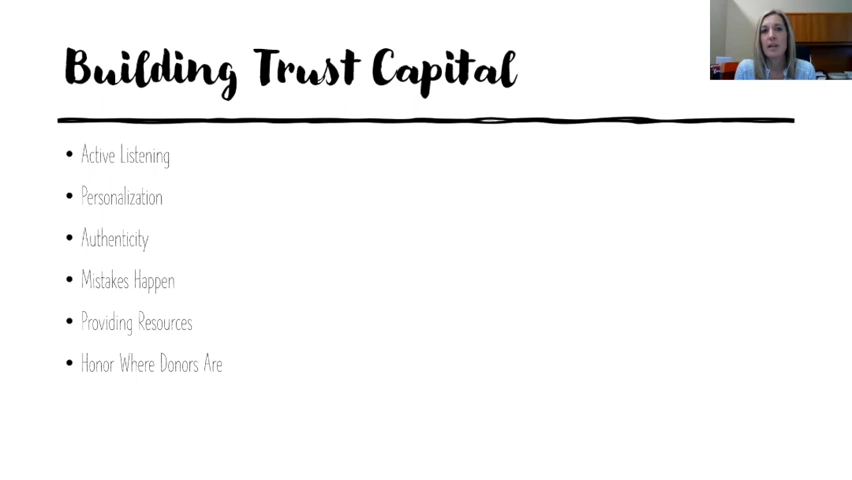 Building Trust Capital
• Active Listening
• Personalization
• Authenticity
• Mistakes Happen
• Providing Resources
• Honor Where Donors Are